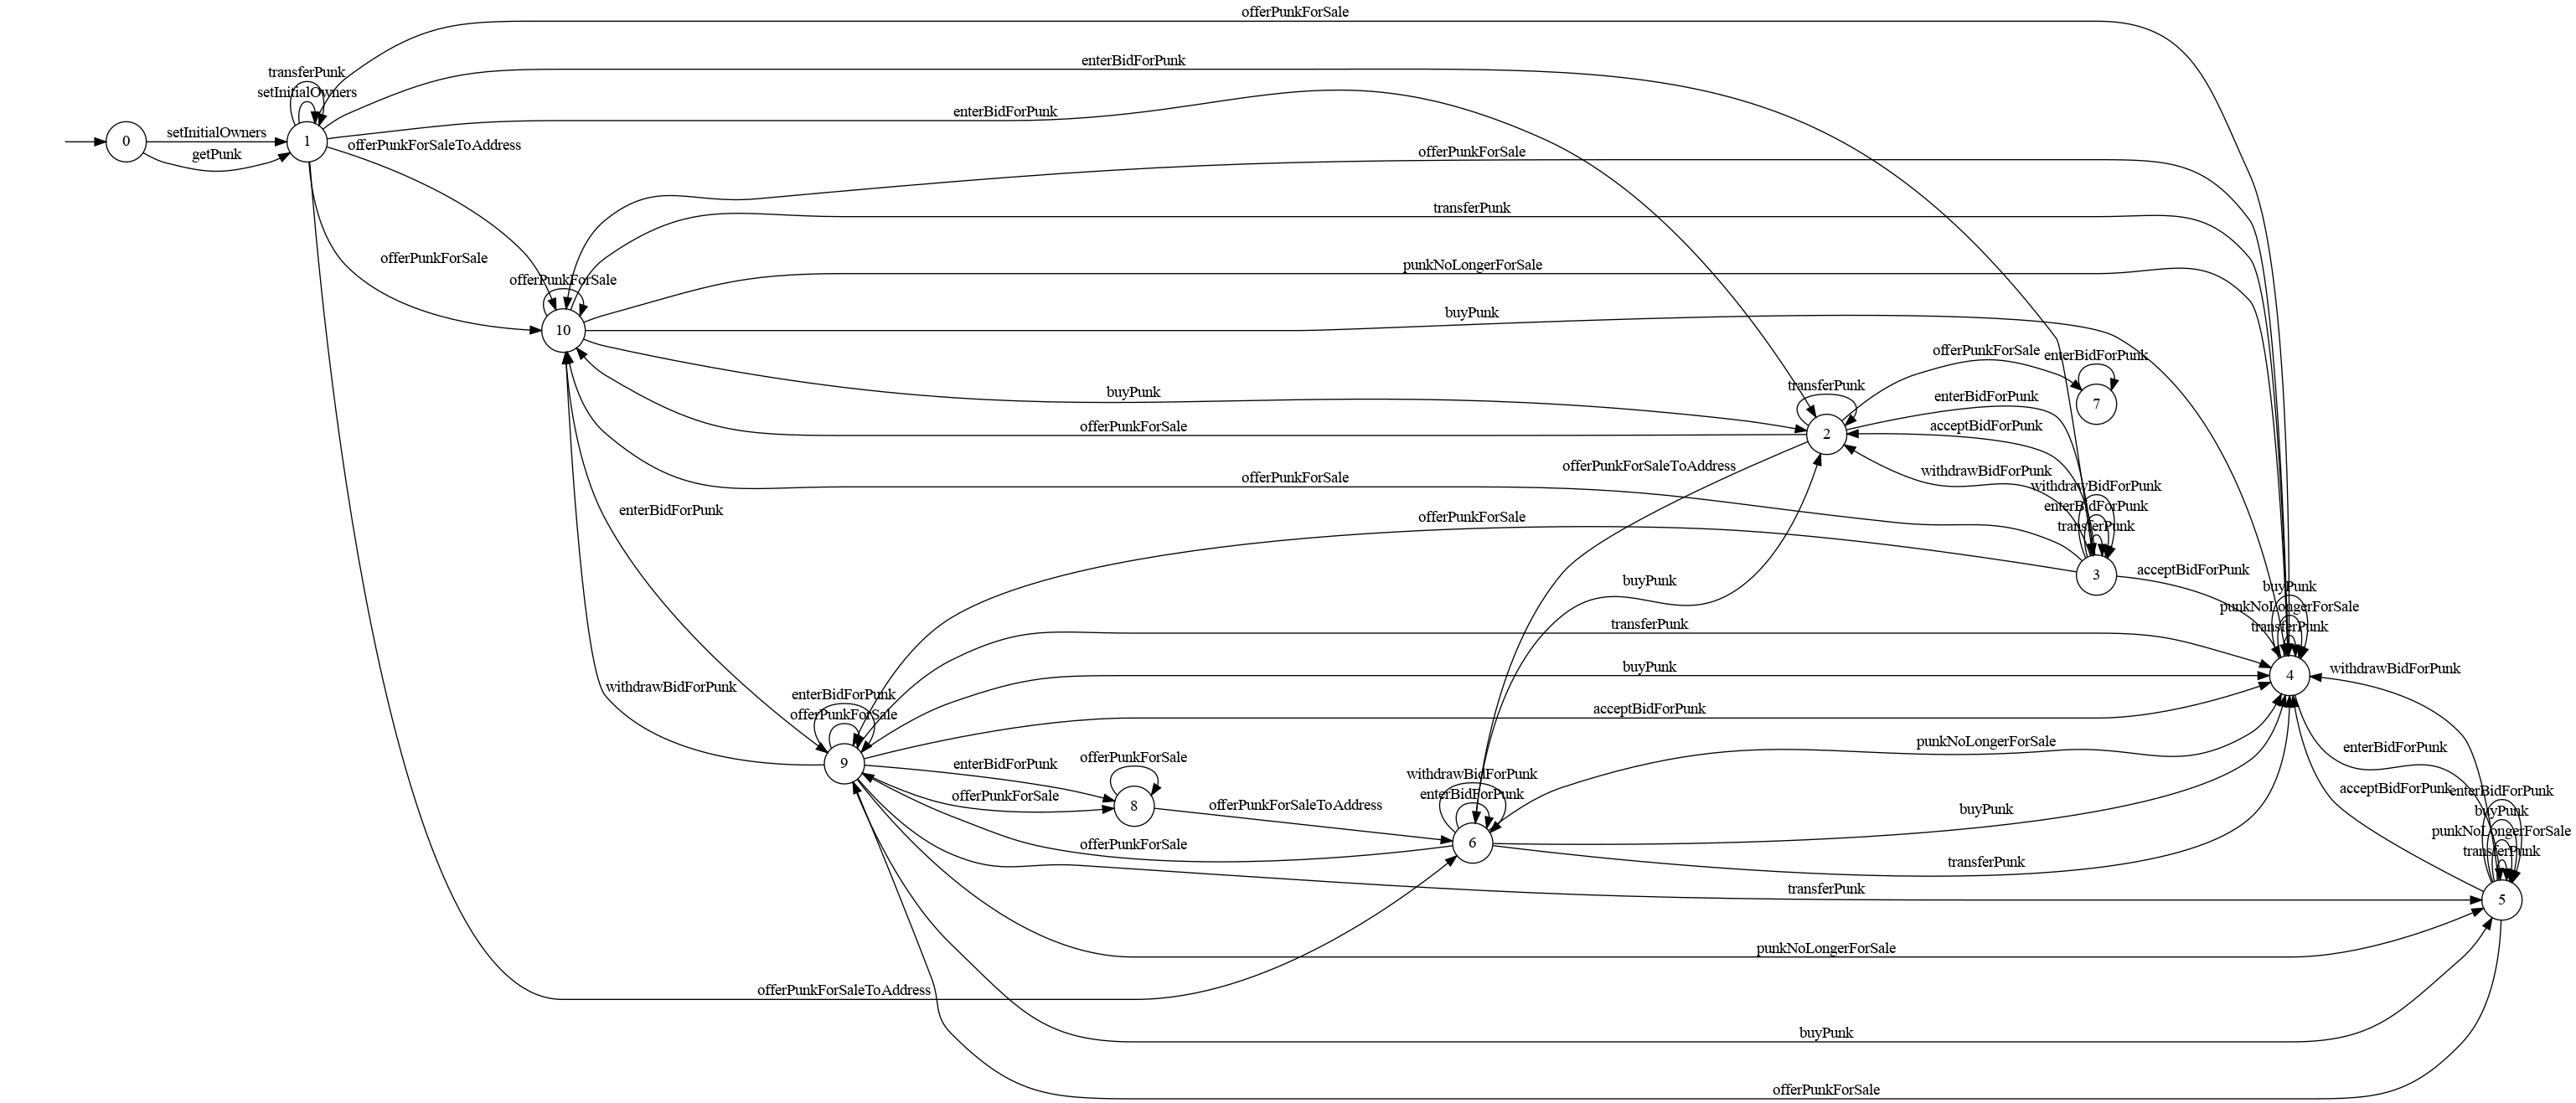 offerPunkForSale
enterBidForPunk
transferPunk
setInitialOwners
enterBidForPunk
setInitialOwners
0
1
getPunk
offerPunkForSaleToAddress
offerPunkForSale
transferPunk
offerPunkForSale
punkNoLongerForSale
offerPunkForSale
buyPunk
10
offerPunkForSale
enterBidForPunk
transferPunk
buyPunk
enterBidForPunk
7
offerPunkForSale
acceptBidForPunk
2
offerPunkForSaleToAddress
withdrawBidForPunk
offerPunkForSale
withdrawBidForPunk
enterBidForPunk
enterBidForPunk
offerPunkForSale
transferPunk
acceptBidForPunk
3
buyPunk
buyPunk
punkNoLongerForSale
transferPunk
transferPunk
buyPunk
withdrawBidForPunk
4
withdrawBidForPunk
enterBidForPunk
acceptBidForPunk
offerPunkForSale
punkNoLongerForSale
enterBidForPunk
9
enterBidForPunk
offerPunkForSale
withdrawBidForPunk
offerPunkForSale
enterBidForPunk
8
offerPunkForSaleToAddress
buyPunk
acceptBidForPunk
enterBidForPunk
buyPunk
punkNoLongerForSale
transferPunk
offerPunkForSale
6
transferPunk
transferPunk
5
punkNoLongerForSale
offerPunkForSaleToAddress
buyPunk
offerPunkForSale